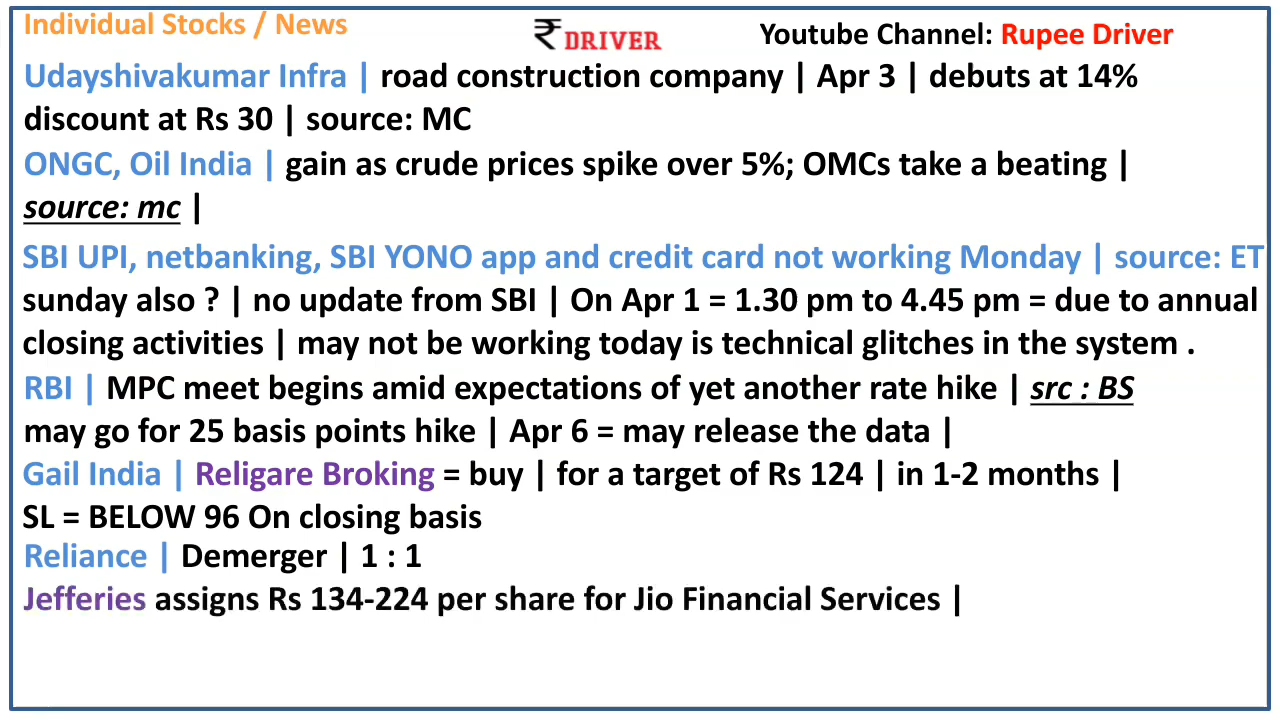 Individual Stocks / News
₹ DRIVER
Youtube Channel: Rupee Driver
Udayshivakumar Infra | road construction company | Apr 3 | debuts at 14%
discount at Rs 30 | source: MC
ONGC, Oil India | gain as crude prices spike over 5%; OMCs take a beating |
source: mc |
SBI UPI, netbanking, SBI YONO app and credit card not working Monday | source: ET
sunday also ? | no update from SBI | On Apr 1 = 1.30 pm to 4.45 pm = due to annual
closing activities | may not be working today is technical glitches in the system .
RBI | MPC meet begins amid expectations of yet another rate hike | src : BS
may go for 25 basis points hike | Apr 6 = may release the data |
Gail India | Religare Broking = buy | for a target of Rs 124 | in 1-2 months |
SL = BELOW 96 On closing basis
Reliance | Demerger | 1 : 1
Jefferies assigns Rs 134-224 per share for Jio Financial Services |